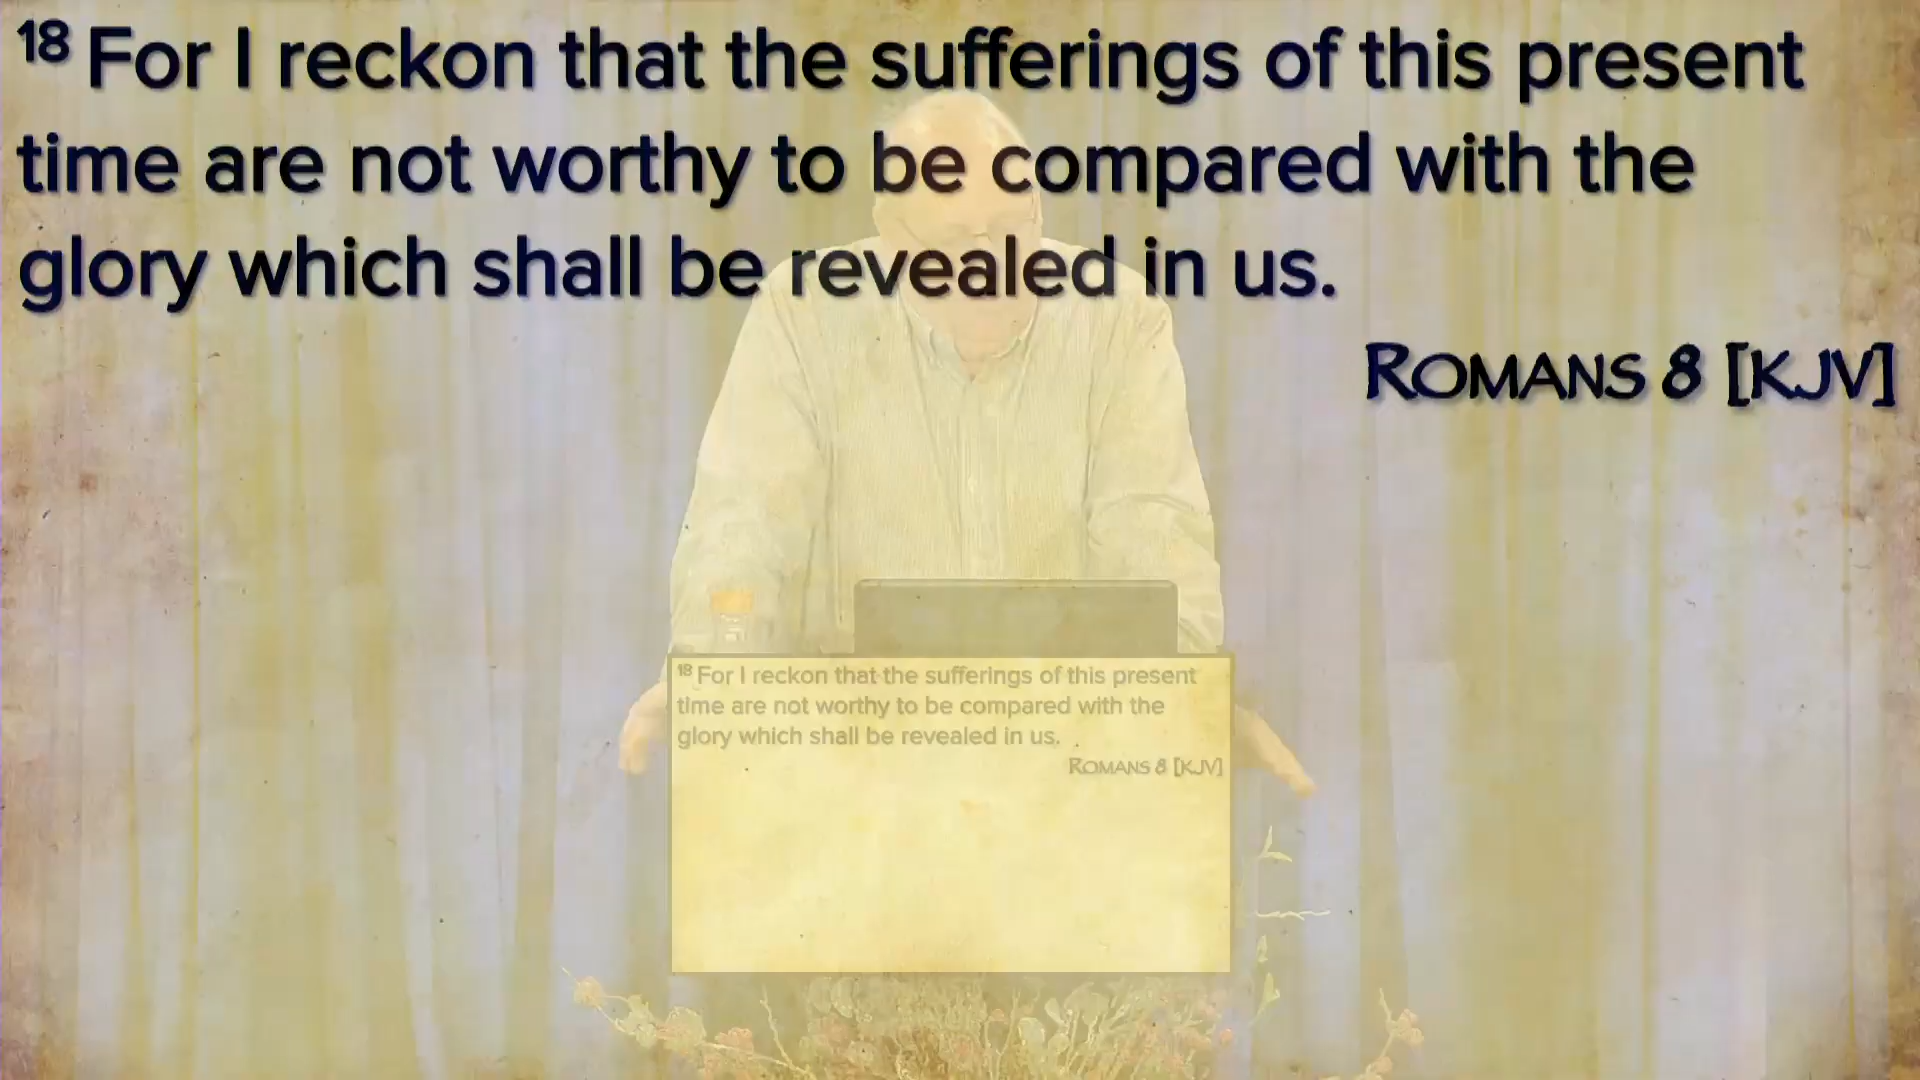 18 For I reckon that the sufferings of this present
time are not worthy to be compared with the
glory which shall be revealed in us.
ROMANS 8 [KJV]
18 For I reckon that the sufferings of this present
time are not worthy to be compared with the
glory which shall be revealed in us.
ROMANS 8 [KJV]